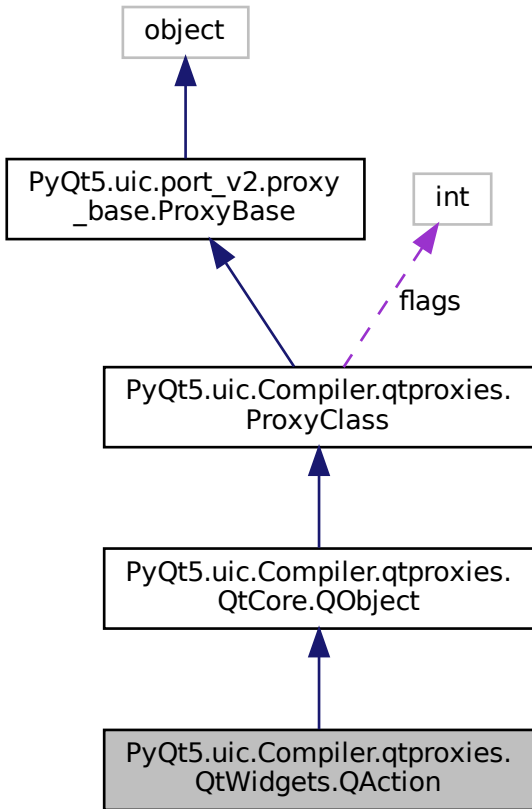 object
PyQt5.uic.port_v2.proxy
_base.ProxyBase
int
flags
PyQt5.uic.Compiler.qtproxies.
ProxyClass
PyQt5.uic.Compiler.qtproxies.
QtCore.QObject
PyQt5.uic.Compiler.qtproxies.
QtWidgets.QAction